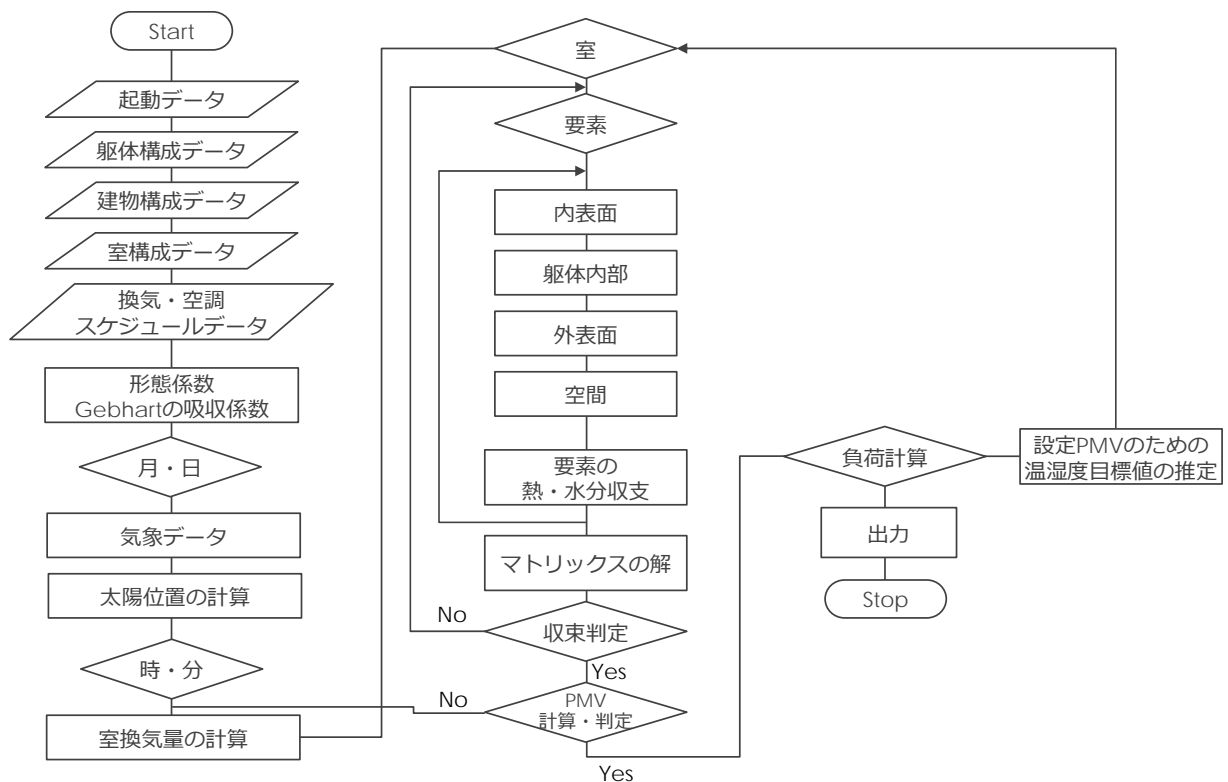 Start
起動データ
躯体構成データ
建物構成データ
室構成データ
換気・空調
スケジュールデータ
形態係数
Gebhartの吸収係数
月・日
気象データ
太陽位置の計算
時・分
室換気量の計算
室
要素
内表面
躯体内部
外表面
空間
要素の
熱・水分収支
マトリックスの解
No
収束判定
Yes
No
PMV
計算・判定
Yes
負荷計算
設定PMVのための
温湿度目標値の推定
出力
Stop